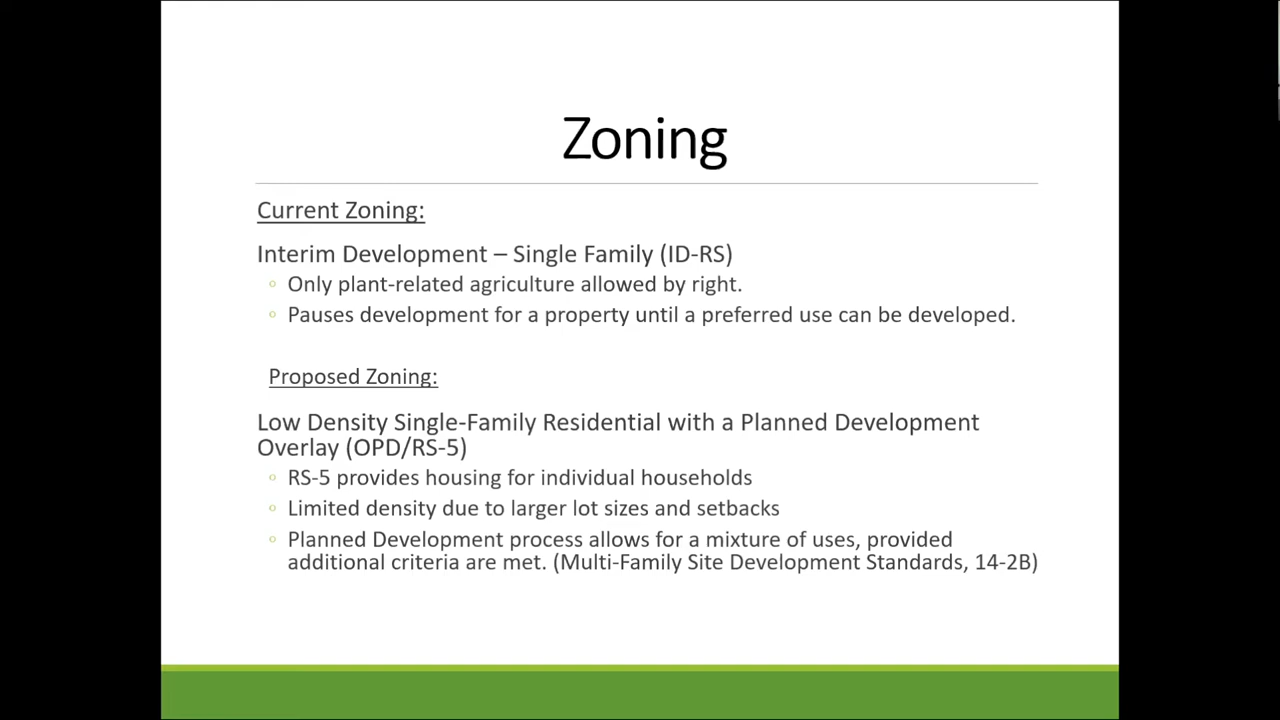 Zoning
Current Zoning:
Interim Development – Single Family (ID-RS)
◦ Only plant-related agriculture allowed by right.
◦ Pauses development for a property until a preferred use can be developed.
Proposed Zoning:
Low Density Single-Family Residential with a Planned Development
Overlay (OPD/RS-5)
◦ RS-5 provides housing for individual households
◦ Limited density due to larger lot sizes and setbacks
◦ Planned Development process allows for a mixture of uses, provided
additional criteria are met. (Multi-Family Site Development Standards, 14-2B)